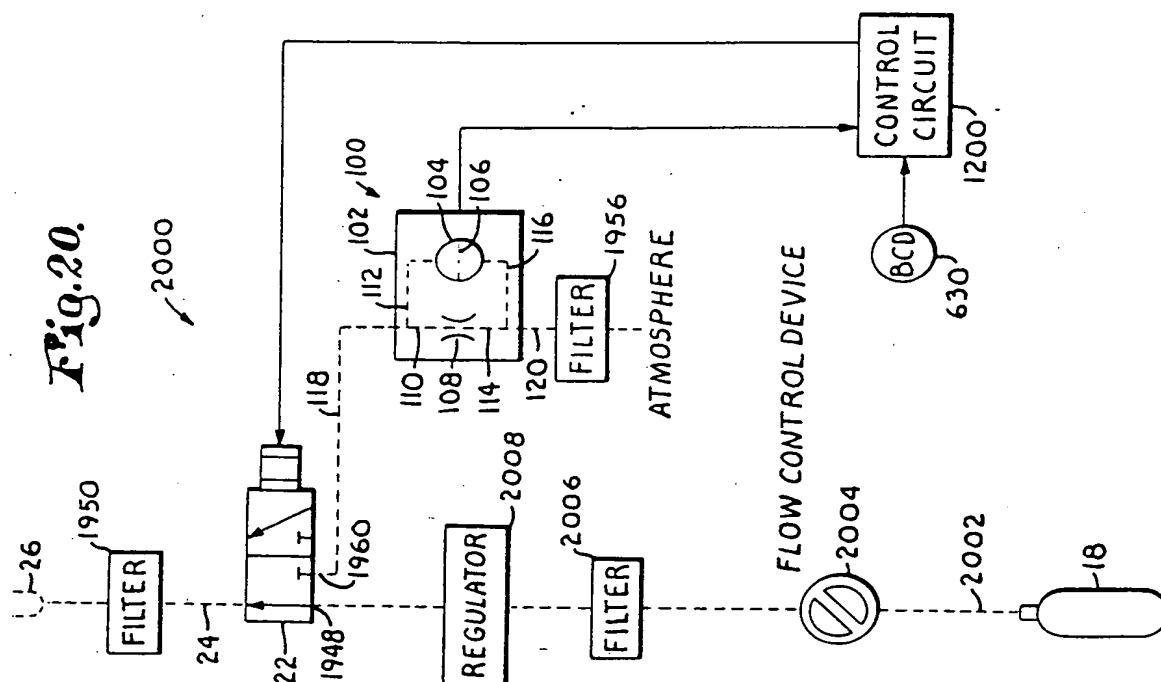 Fig.20.
2000
26
1950
FILTER
24
22
1948
1960
118
REGULATOR
2008
2006
FILTER
FLOW CONTROL DEVICE
2004
2002
18
102
100
104
106
112
116
110
108
114
120
1956
FILTER
ATMOSPHERE
CONTROL
CIRCUIT
1200
BCD
630